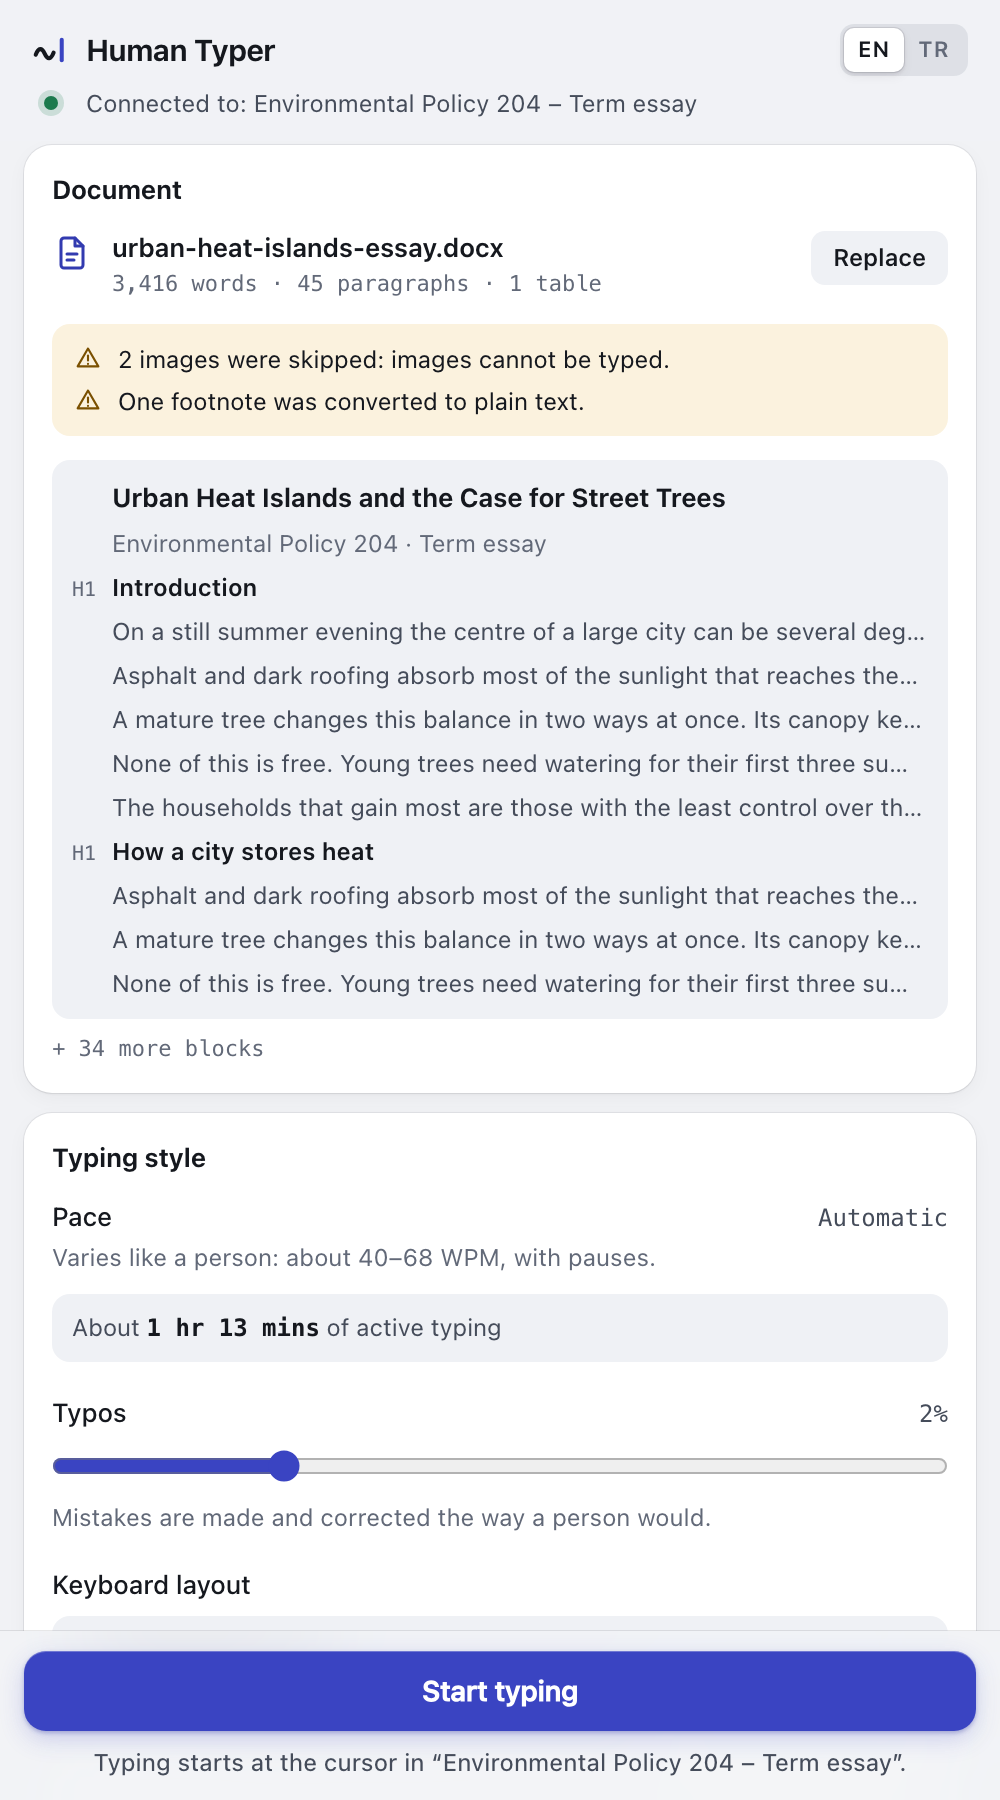 Human Typer
EN TR
Connected to: Environmental Policy 204 – Term essay
Document
urban-heat-islands-essay.docx
3,416 words · 45 paragraphs · 1 table
Replace
2 images were skipped: images cannot be typed.
One footnote was converted to plain text.
Urban Heat Islands and the Case for Street Trees
Environmental Policy 204 · Term essay
H1 Introduction
On a still summer evening the centre of a large city can be several deg...
Asphalt and dark roofing absorb most of the sunlight that reaches the...
A mature tree changes this balance in two ways at once. Its canopy ke...
None of this is free. Young trees need watering for their first three su...
The households that gain most are those with the least control over th...
H1 How a city stores heat
Asphalt and dark roofing absorb most of the sunlight that reaches the...
A mature tree changes this balance in two ways at once. Its canopy ke...
None of this is free. Young trees need watering for their first three su...
+ 34 more blocks
Typing style
Pace Automatic
Varies like a person: about 40–68 WPM, with pauses.
About 1 hr 13 mins of active typing
Typos 2%
Mistakes are made and corrected the way a person would.
Keyboard layout
Start typing
Typing starts at the cursor in “Environmental Policy 204 – Term essay”.